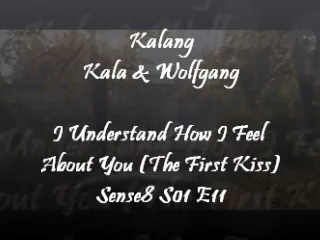 Kalang
Kala & Wolfgang
I Understand How I Feel
About You (The First Kiss)
Sense8 S01 E11